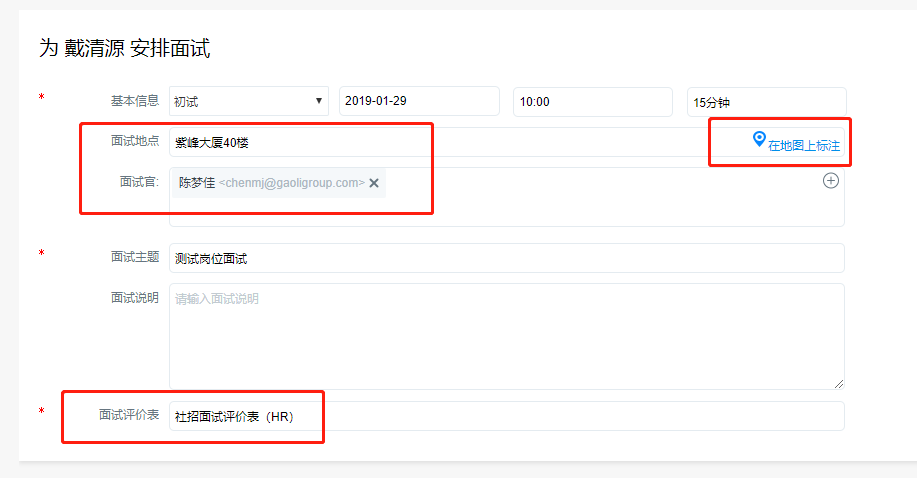 为 戴清源 安排面试
* 基本信息 初试 2019-01-29 10:00 15分钟
面试地点 紫峰大厦40楼 在地图上标注
面试官: 陈梦佳 <chenmj@gaoligroup.com>
* 面试主题 测试岗位面试
面试说明 请输入面试说明
* 面试评价表 社招面试评价表（HR）